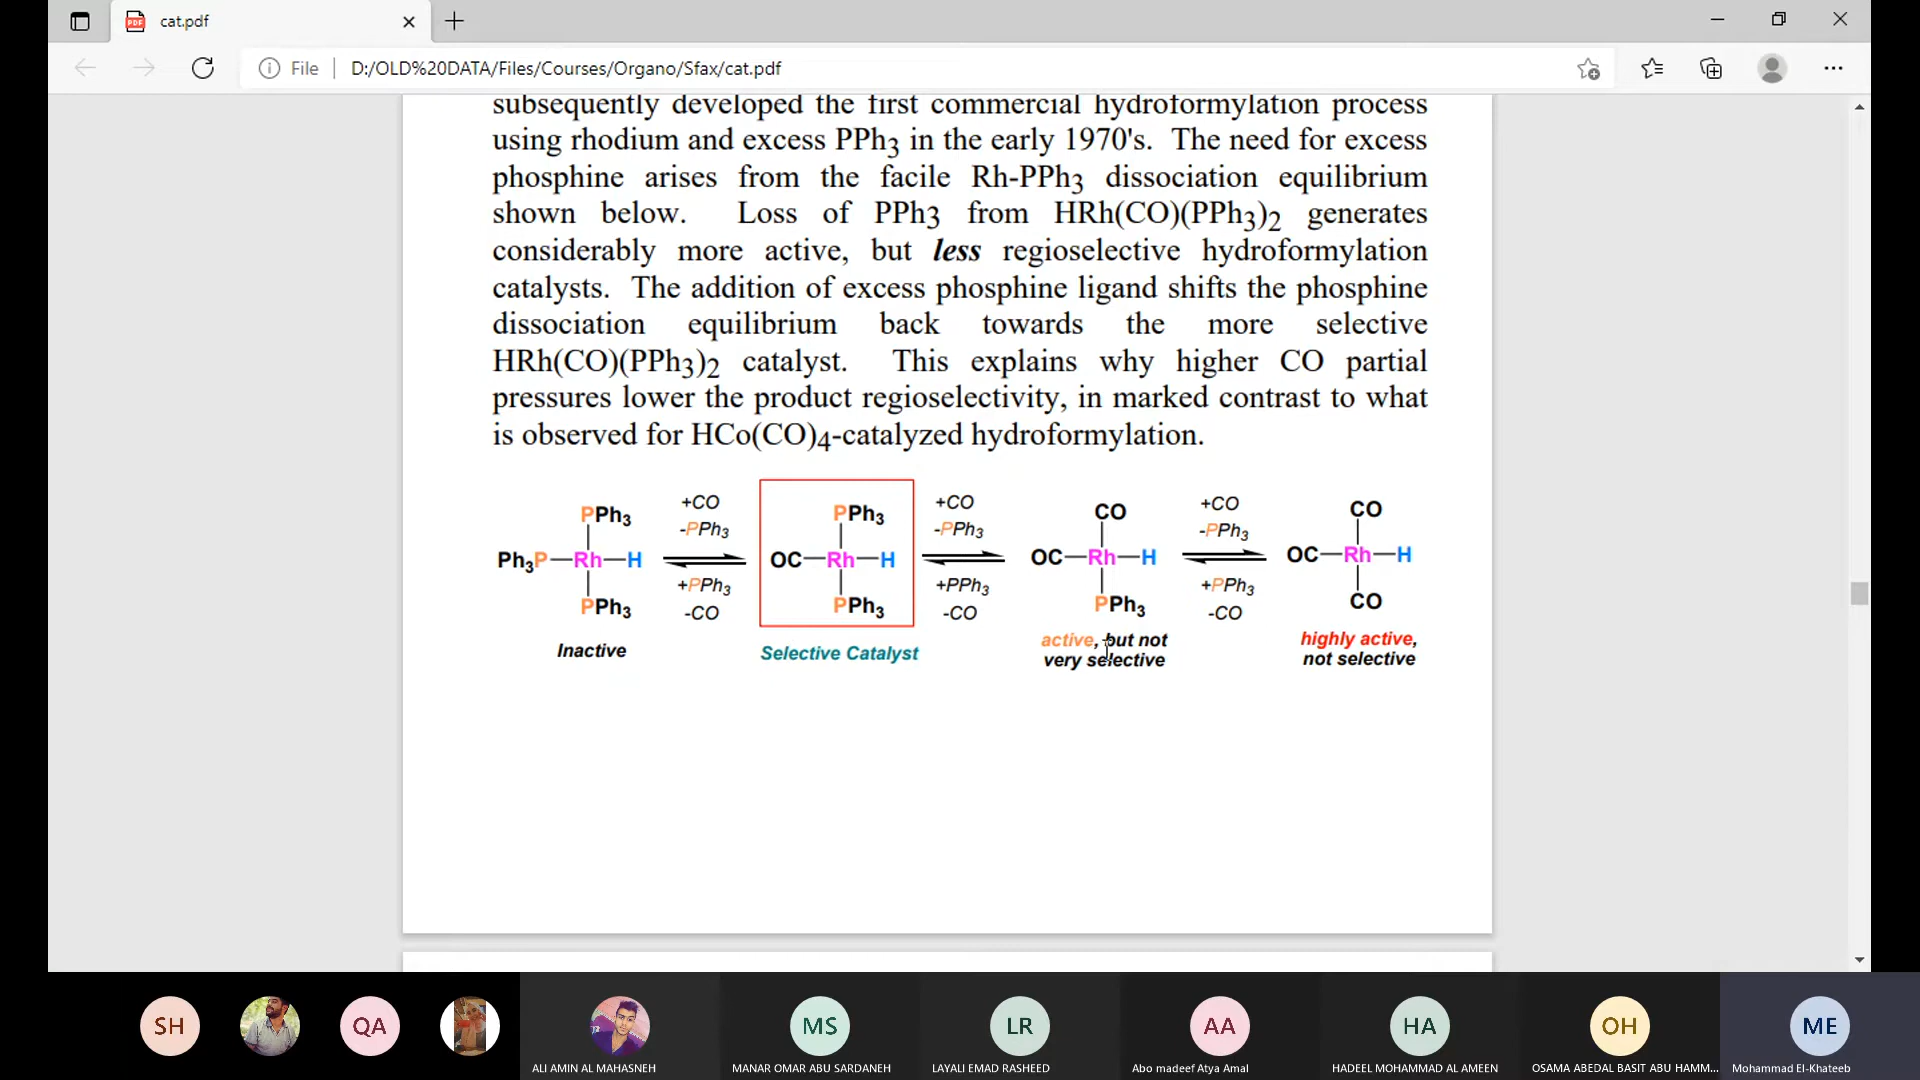 cat.pdf
File
D:/OLD%20DATA/Files/Courses/Organo/Sfax/cat.pdf
subsequently developed the first commercial hydroformylation process
using rhodium and excess PPh3 in the early 1970's. The need for excess
phosphine arises from the facile Rh-PPh3 dissociation equilibrium
shown below. Loss of PPh3 from HRh(CO)(PPh3)2 generates
considerably more active, but less regioselective hydroformylation
catalysts. The addition of excess phosphine ligand shifts the phosphine
dissociation equilibrium back towards the more selective
HRh(CO)(PPh3)2 catalyst. This explains why higher CO partial
pressures lower the product regioselectivity, in marked contrast to what
is observed for HCo(CO)4-catalyzed hydroformylation.
PPh3
Ph3P-Rh-H
PPh3
Inactive
+CO
-PPh3
+PPh3
-CO
PPh3
OC-Rh-H
PPh3
Selective Catalyst
+CO
-PPh3
+PPh3
-CO
CO
OC-Rh-H
PPh3
active, but not
very selective
+CO
-PPh3
+PPh3
-CO
CO
OC-Rh-H
CO
highly active,
not selective
SH
QA
MS
LR
AA
HA
OH
ME
ALI AMIN AL MAHASNEH
MANAR OMAR ABU SARDANEH
LAYALI EMAD RASHEED
Abo madeef Atya Amal
HADEEL MOHAMMAD AL AMEEN
OSAMA ABEDAL BASIT ABU HAMM...
Mohammad El-Khateeb